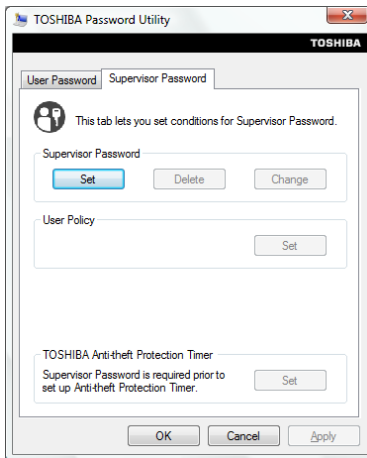 TOSHIBA Password Utility
TOSHIBA
User Password Supervisor Password
This tab lets you set conditions for Supervisor Password.
Supervisor Password
Set Delete Change
User Policy
Set
TOSHIBA Anti-theft Protection Timer
Supervisor Password is required prior to
set up Anti-theft Protection Timer.
Set
OK Cancel Apply